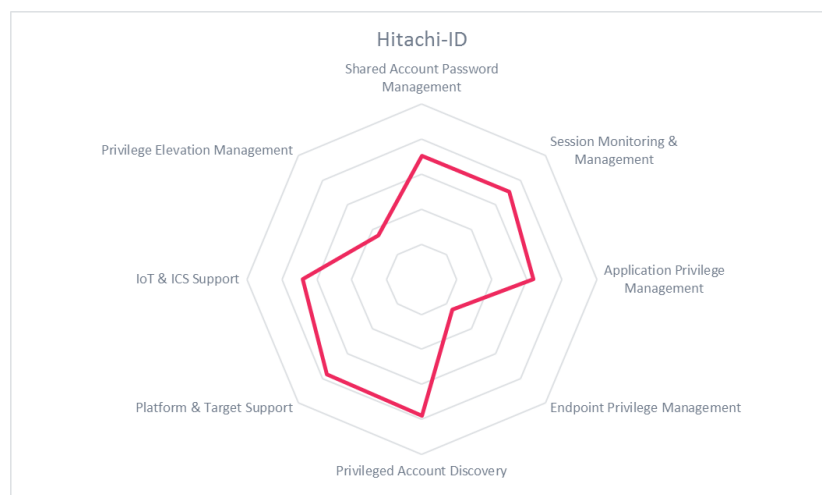 Hitachi-ID
Shared Account Password
Management
Session Monitoring &
Management
Privilege Elevation Management
Application Privilege
Management
IoT & ICS Support
Endpoint Privilege Management
Platform & Target Support
Privileged Account Discovery